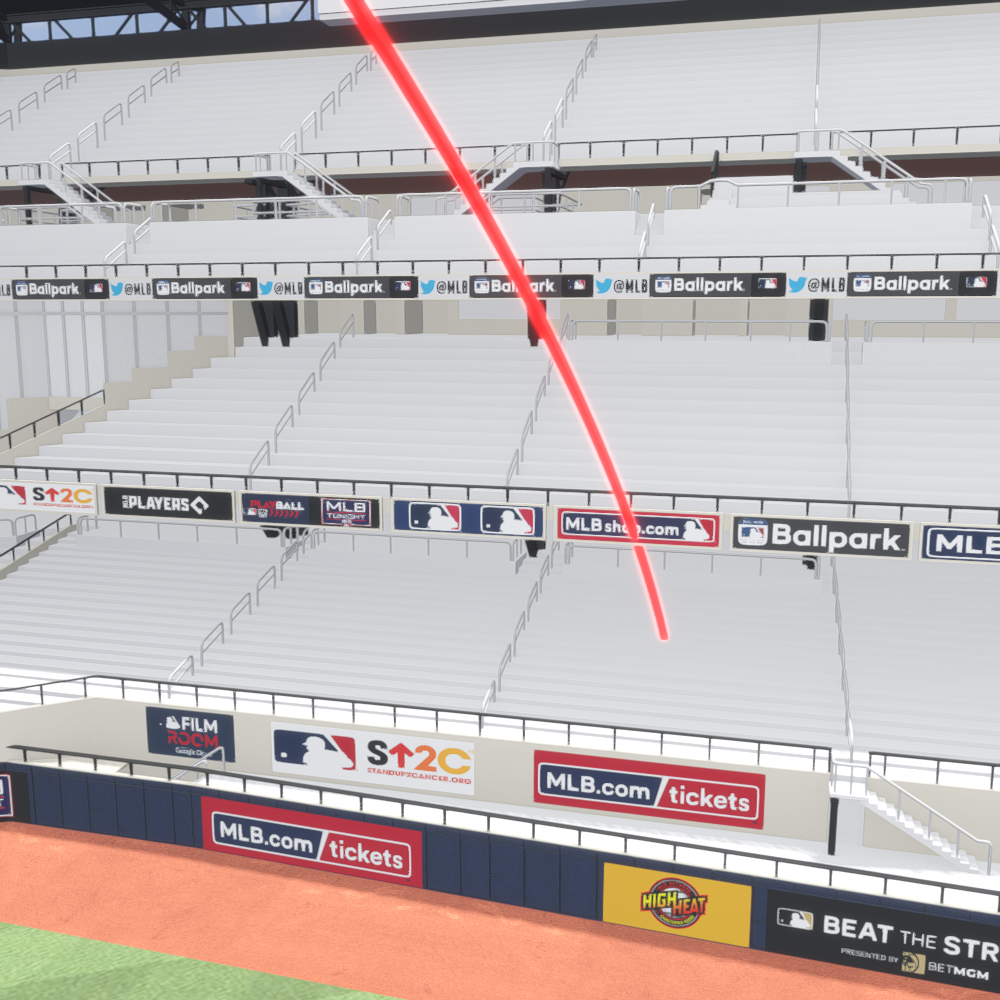 Ballpark
@MLB
Ballpark
@MLB
Ballpark
@MLB
Ballpark
@MLB
Ballpark
@MLB
Ballpark
S↑2C
PLAYERS
PLAY BALL
MLB
TONIGHT
MLB shop.com
Ballpark
MLB
FILM
ROOM
S↑2C
STANDUP2CANCER.ORG
MLB.com/tickets
MLB.com/tickets
HIGH HEAT
BEAT THE STR
PRESENTED BY BETMGM